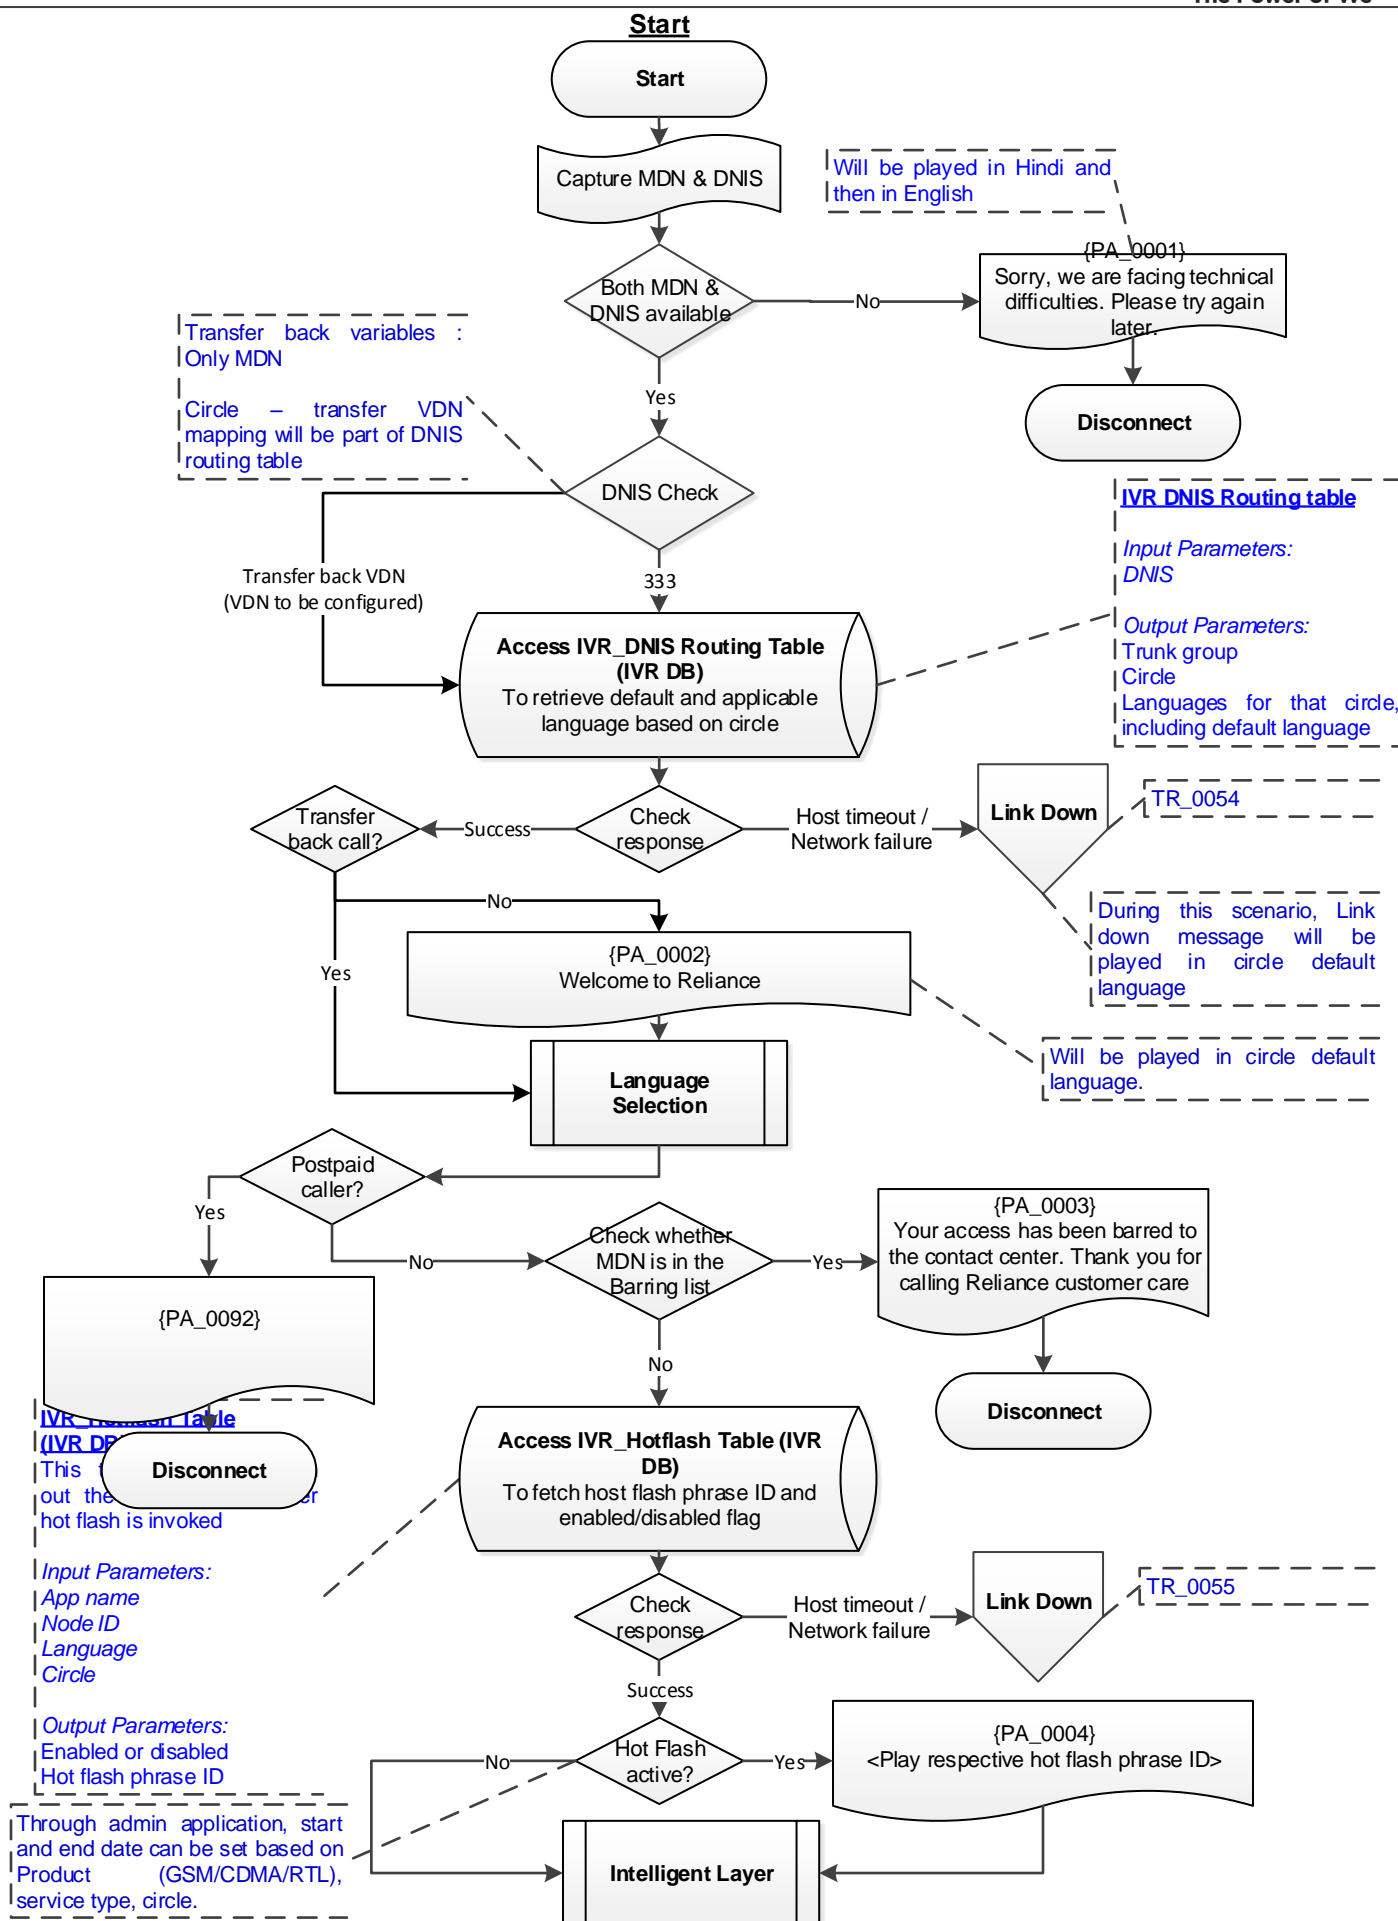 Start
Start
Capture MDN & DNIS
Will be played in Hindi and
then in English
{PA_0001}
Sorry, we are facing technical
difficulties. Please try again
later.
Both MDN &
DNIS available
No
Disconnect
Yes
Transfer back variables :
Only MDN
Circle – transfer VDN
mapping will be part of DNIS
routing table
DNIS Check
IVR DNIS Routing table
Input Parameters:
DNIS
Output Parameters:
Trunk group
Circle
Languages for that circle,
including default language
Transfer back VDN
(VDN to be configured)
333
Access IVR_DNIS Routing Table
(IVR DB)
To retrieve default and applicable
language based on circle
Transfer
back call?
Success
Check
response
Host timeout /
Network failure
Link Down
TR_0054
During this scenario, Link
down message will be
played in circle default
language
No
Yes
{PA_0002}
Welcome to Reliance
Will be played in circle default
language.
Language
Selection
Postpaid
caller?
Yes
No
Check whether
MDN is in the
Barring list
Yes
{PA_0003}
Your access has been barred to
the contact center. Thank you for
calling Reliance customer care
Disconnect
No
{PA_0092}
Disconnect
IVR_Hotflash Table
(IVR DB
This
out the
hot flash is invoked
Input Parameters:
App name
Node ID
Language
Circle
Output Parameters:
Enabled or disabled
Hot flash phrase ID
Access IVR_Hotflash Table (IVR
DB)
To fetch host flash phrase ID and
enabled/disabled flag
Check
response
Host timeout /
Network failure
Link Down
TR_0055
Success
Hot Flash
active?
No
Yes
{PA_0004}
<Play respective hot flash phrase ID>
Through admin application, start
and end date can be set based on
Product (GSM/CDMA/RTL),
service type, circle.
Intelligent Layer